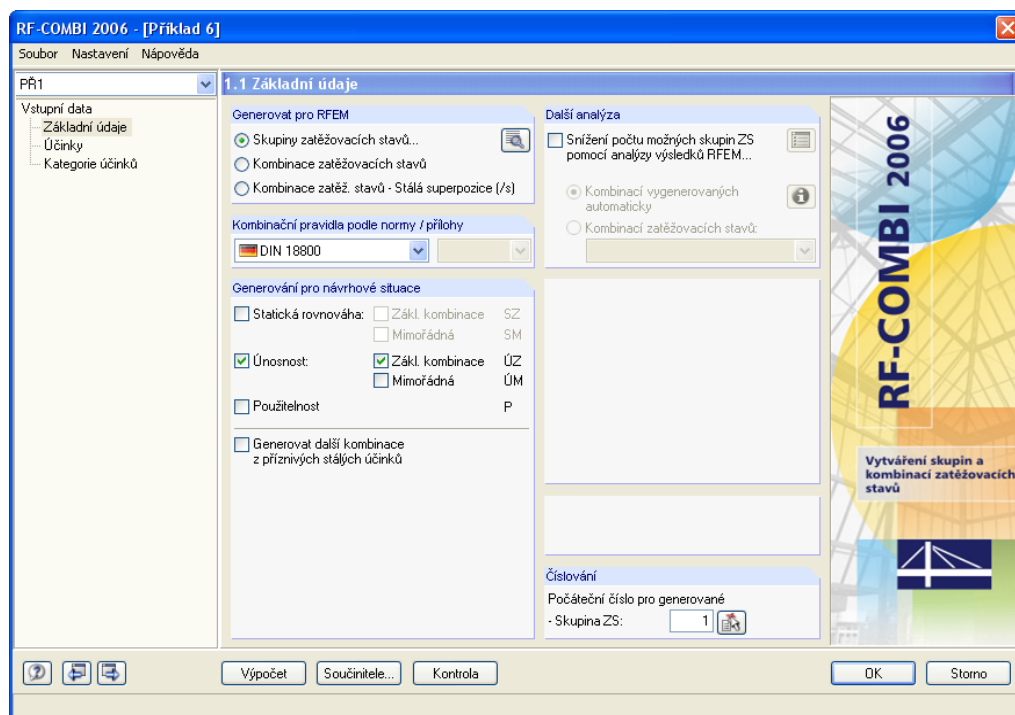 RF-COMBI 2006 - [Příklad 6]
Soubor Nastavení Nápověda
PŘ1
Vstupní data
Základní údaje
Účinky
Kategorie účinků
1.1 Základní údaje
Generovat pro RFEM
Skupiny zatěžovacích stavů...
Kombinace zatěžovacích stavů
Kombinace zatěž. stavů - Stálá superpozice (/s)
Kombinační pravidla podle normy / přílohy
DIN 18800
Generování pro návrhové situace
Statická rovnováha: Zákl. kombinace SZ
Mimořádná SM
Únosnost: Zákl. kombinace ÚZ
Mimořádná ÚM
Použitelnost P
Generovat další kombinace
z příznivých stálých účinků
Další analýza
Snížení počtu možných skupin ZS
pomocí analýzy výsledků RFEM...
Kombinací vygenerovaných
automaticky
Kombinací zatěžovacích stavů:
Číslování
Počáteční číslo pro generované
- Skupina ZS: 1
RF-COMBI 2006
Vytváření skupin a
kombinací zatěžovacích
stavů
Výpočet Součinitele... Kontrola OK Storno